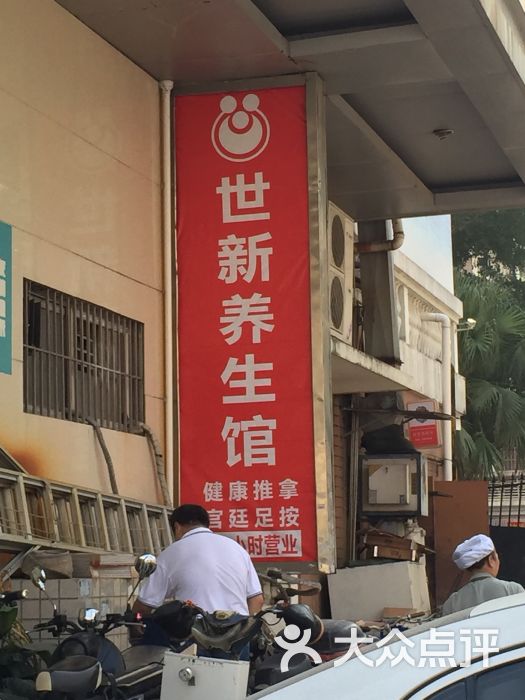 世新养生馆
健康推拿
宫廷足按
小时营业
大众点评